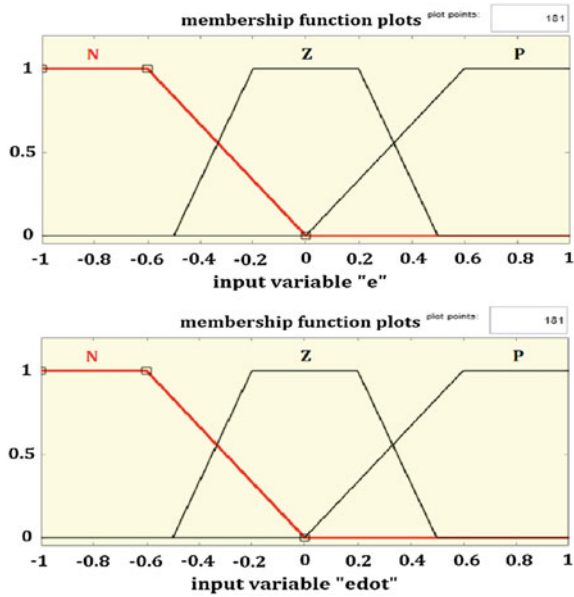 membership function plots plot points: 181
N Z P
1
0.5
0
-1 -0.8 -0.6 -0.4 -0.2 0 0.2 0.4 0.6 0.8 1
input variable "e"
membership function plots plot points: 181
N Z P
1
0.5
0
-1 -0.8 -0.6 -0.4 -0.2 0 0.2 0.4 0.6 0.8 1
input variable "edot"